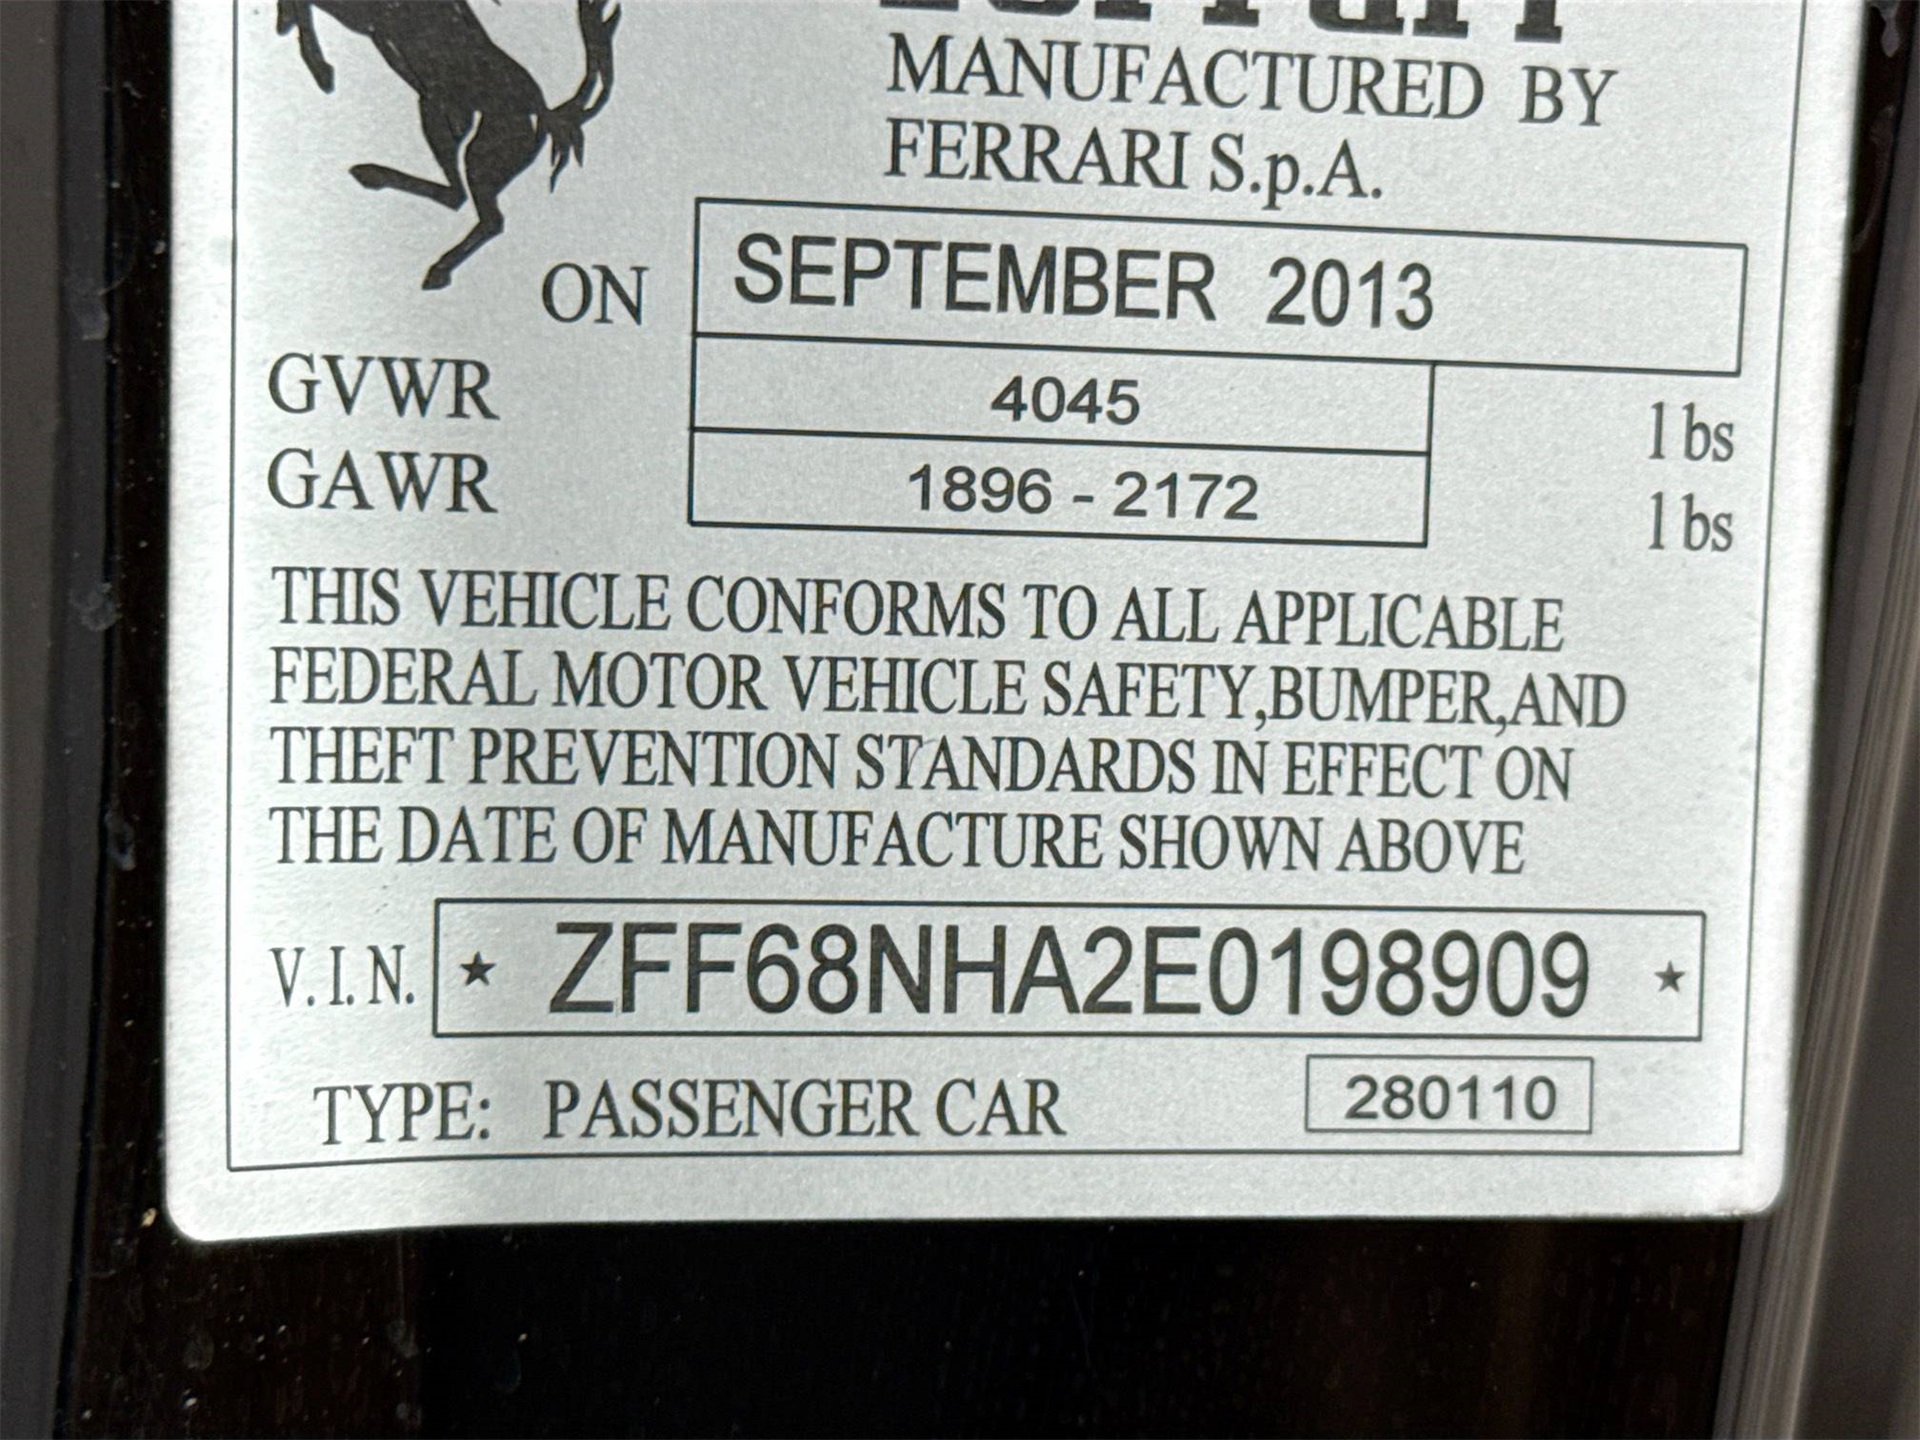 Ferrari
MANUFACTURED BY
FERRARI S.p.A.
ON SEPTEMBER 2013
GVWR 4045 lbs
GAWR 1896 - 2172 lbs
THIS VEHICLE CONFORMS TO ALL APPLICABLE
FEDERAL MOTOR VEHICLE SAFETY,BUMPER,AND
THEFT PREVENTION STANDARDS IN EFFECT ON
THE DATE OF MANUFACTURE SHOWN ABOVE
V.I.N. ★ ZFF68NHA2E0198909 ★
TYPE: PASSENGER CAR 280110